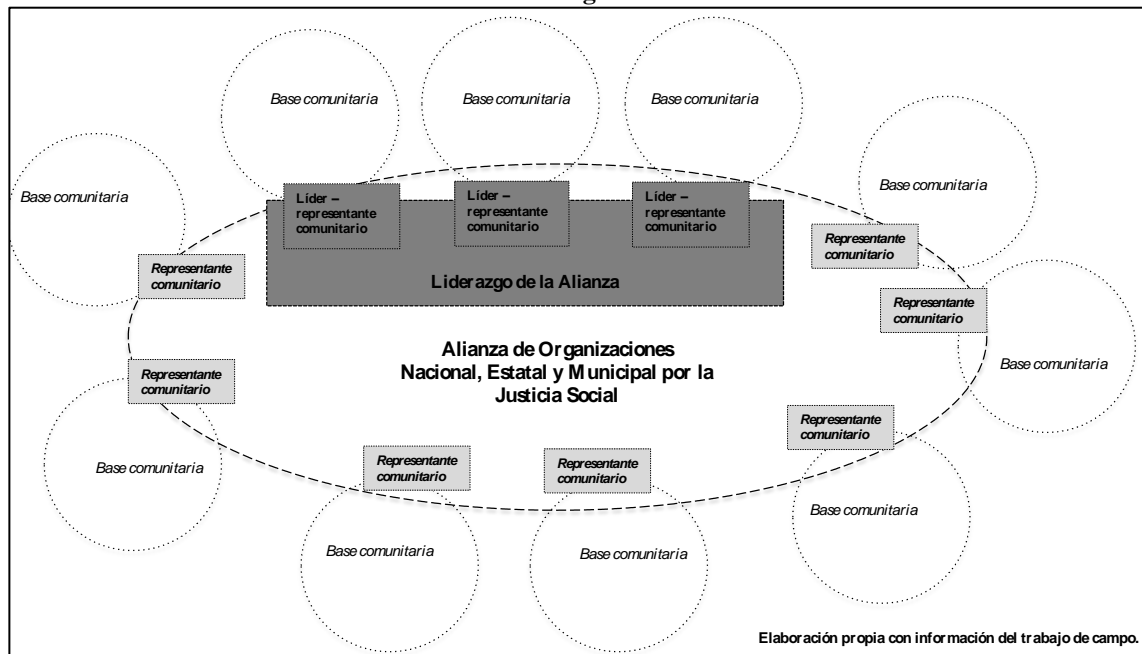 Base comunitaria
Base comunitaria
Base comunitaria
Base comunitaria
Base comunitaria
Líder –
representante
comunitario
Líder –
representante
comunitario
Líder –
representante
comunitario
Representante
comunitario
Representante
comunitario
Liderazgo de la Alianza
Representante
comunitario
Base comunitaria
Alianza de Organizaciones
Nacional, Estatal y Municipal por la
Justicia Social
Representante
comunitario
Representante
comunitario
Representante
comunitario
Representante
comunitario
Base comunitaria
Base comunitaria
Base comunitaria
Base comunitaria
Elaboración propia con información del trabajo de campo.